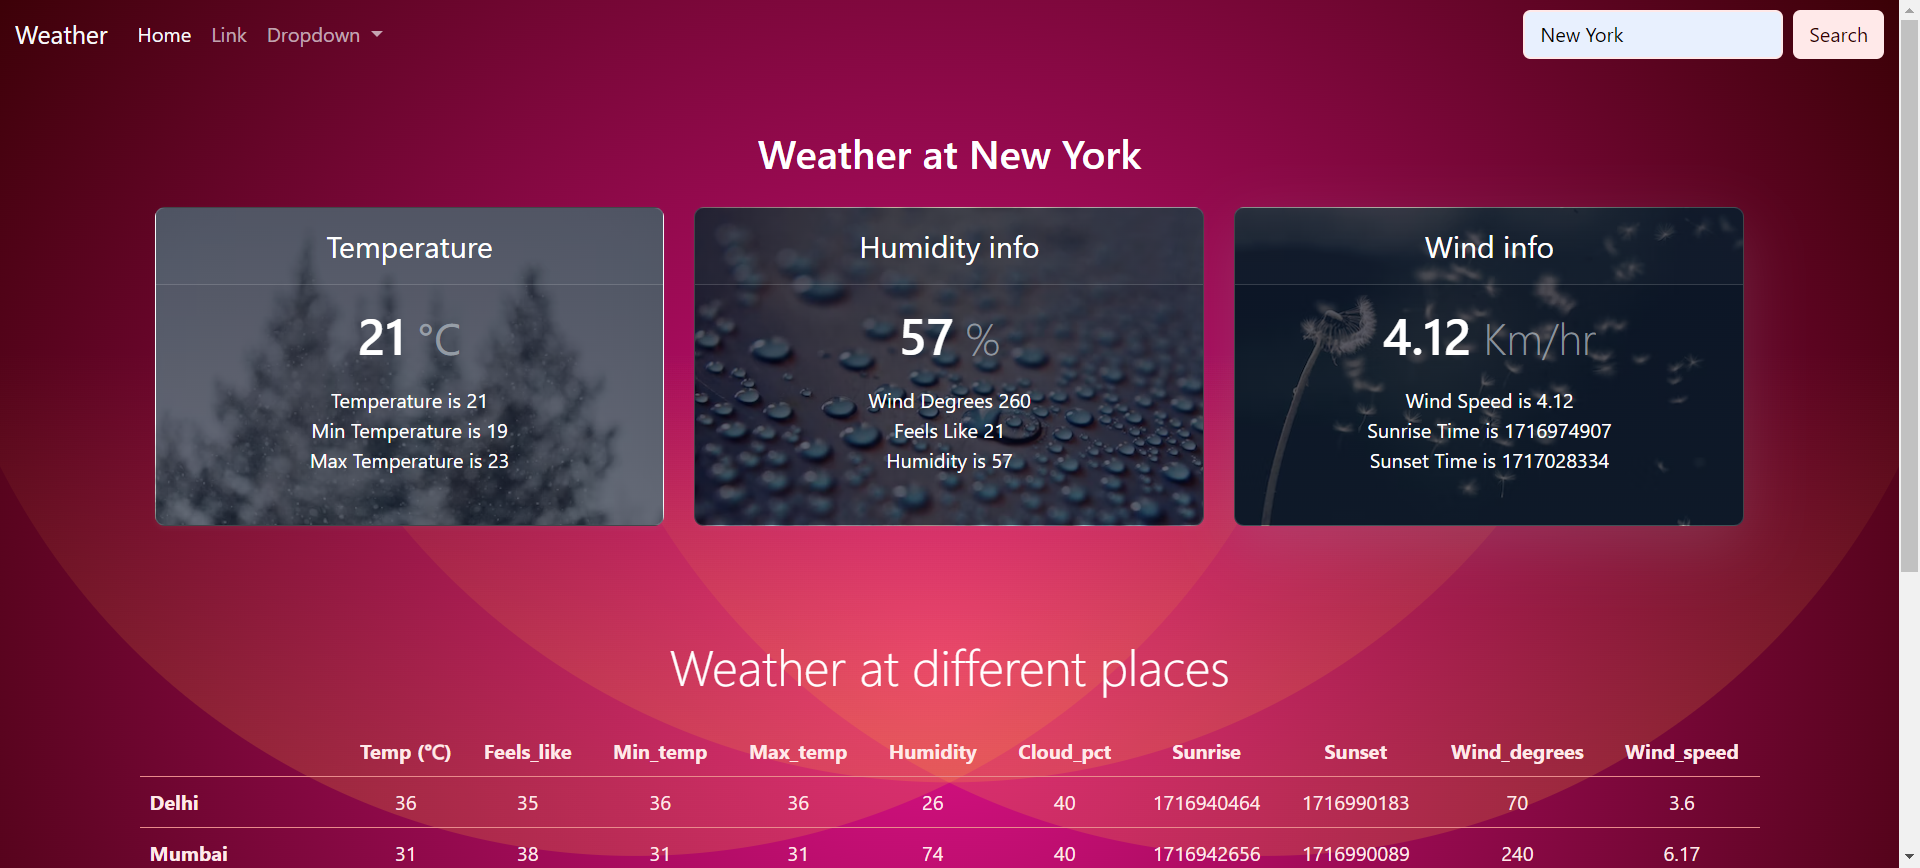 Weather Home Link Dropdown New York Search
Weather at New York
Temperature
21 °C
Temperature is 21
Min Temperature is 19
Max Temperature is 23
Humidity info
57 %
Wind Degrees 260
Feels Like 21
Humidity is 57
Wind info
4.12 Km/hr
Wind Speed is 4.12
Sunrise Time is 1716974907
Sunset Time is 1717028334
Weather at different places
Temp (°C) Feels_like Min_temp Max_temp Humidity Cloud_pct Sunrise Sunset Wind_degrees Wind_speed
Delhi 36 35 36 36 26 40 1716940464 1716990183 70 3.6
Mumbai 31 38 31 31 74 40 1716942656 1716990089 240 6.17